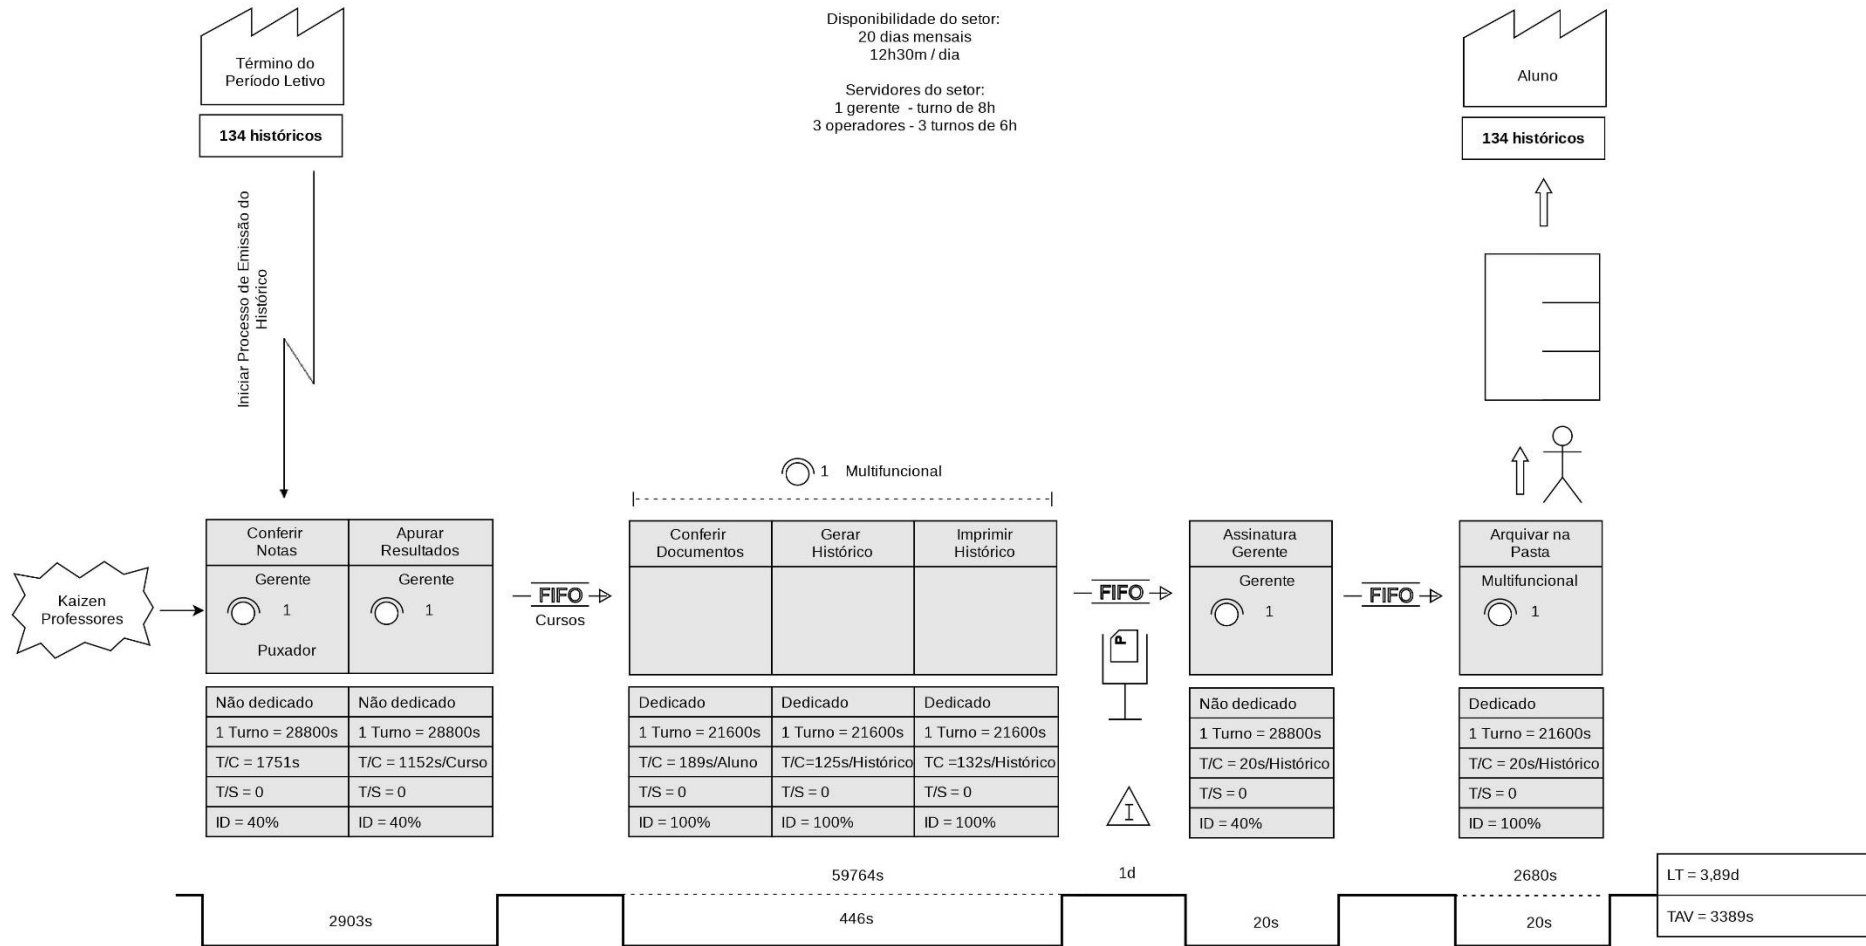 Término do
Período Letivo
134 históricos
Disponibilidade do setor:
20 dias mensais
12h30m / dia
Servidores do setor:
1 gerente - turno de 8h
3 operadores - 3 turnos de 6h
Aluno
134 históricos
Iniciar Processo de Emissão do
Histórico
1 Multifuncional
Kaizen
Professores
Conferir
Notas
Gerente
1
Puxador
Não dedicado
1 Turno = 28800s
T/C = 1751s
T/S = 0
ID = 40%
Apurar
Resultados
Gerente
1
Não dedicado
1 Turno = 28800s
T/C = 1152s/Curso
T/S = 0
ID = 40%
FIFO
Cursos
Conferir
Documentos
Dedicado
1 Turno = 21600s
T/C = 189s/Aluno
T/S = 0
ID = 100%
Gerar
Histórico
Dedicado
1 Turno = 21600s
T/C=125s/Histórico
T/S = 0
ID = 100%
Imprimir
Histórico
Dedicado
1 Turno = 21600s
TC =132s/Histórico
T/S = 0
ID = 100%
FIFO
P
I
Assinatura
Gerente
Gerente
1
Não dedicado
1 Turno = 28800s
T/C = 20s/Histórico
T/S = 0
ID = 40%
FIFO
Arquivar na
Pasta
Multifuncional
1
Dedicado
1 Turno = 21600s
T/C = 20s/Histórico
T/S = 0
ID = 100%
2903s
59764s
446s
1d
20s
2680s
20s
LT = 3,89d
TAV = 3389s